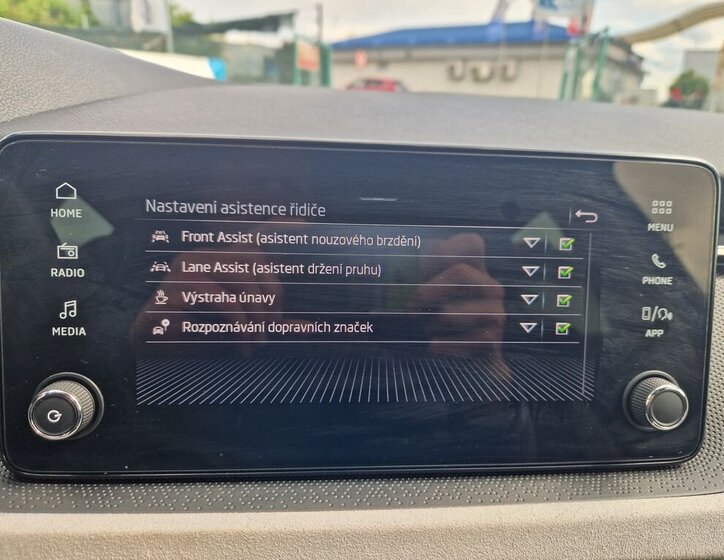 HOME
RADIO
MEDIA
Nastavení asistence řidiče
Front Assist (asistent nouzového brzdění)
Lane Assist (asistent držení pruhu)
Výstraha únavy
Rozpoznávání dopravních značek
MENU
PHONE
APP